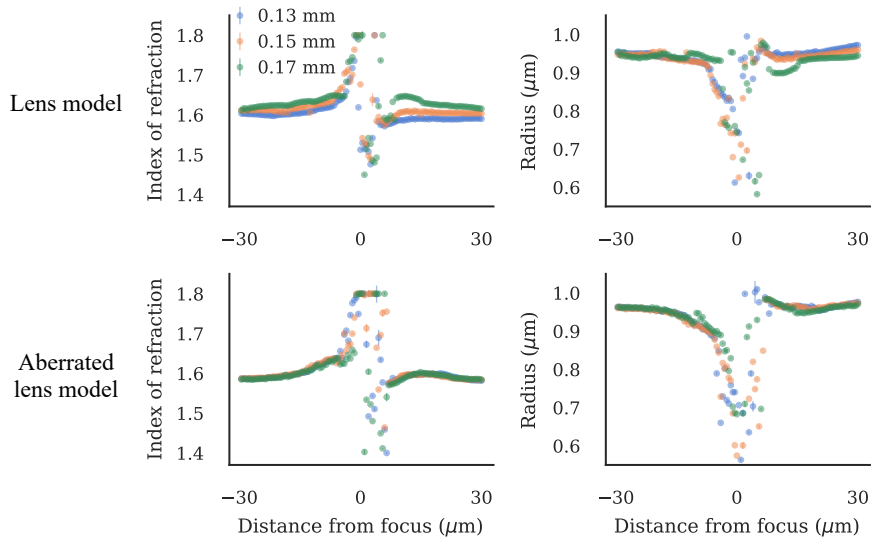 Lens model
Index of refraction
1.8
1.7
1.6
1.5
1.4
−30
0
30
0.13 mm
0.15 mm
0.17 mm
Radius (μm)
1.0
0.9
0.8
0.7
0.6
−30
0
30
Aberrated
lens model
Index of refraction
1.8
1.7
1.6
1.5
1.4
−30
0
30
Distance from focus (μm)
Radius (μm)
1.0
0.9
0.8
0.7
0.6
−30
0
30
Distance from focus (μm)